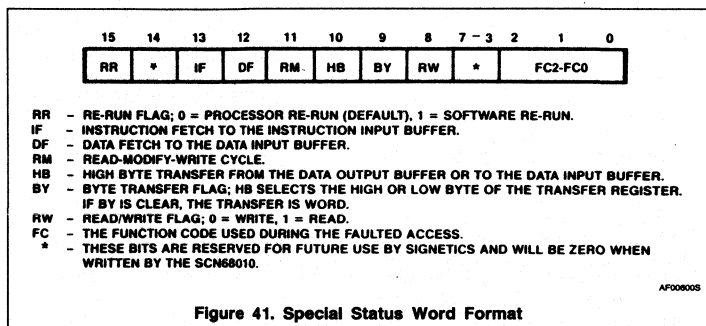 15 14 13 12 11 10 9 8 7 - 3 2 1 0
RR * IF DF RM HB BY RW * FC2-FC0
RR – RE-RUN FLAG; 0 = PROCESSOR RE-RUN (DEFAULT), 1 = SOFTWARE RE-RUN.
IF – INSTRUCTION FETCH TO THE INSTRUCTION INPUT BUFFER.
DF – DATA FETCH TO THE DATA INPUT BUFFER.
RM – READ-MODIFY-WRITE CYCLE.
HB – HIGH BYTE TRANSFER FROM THE DATA OUTPUT BUFFER OR TO THE DATA INPUT BUFFER.
BY – BYTE TRANSFER FLAG; HB SELECTS THE HIGH OR LOW BYTE OF THE TRANSFER REGISTER.
IF BY IS CLEAR, THE TRANSFER IS WORD.
RW – READ/WRITE FLAG; 0 = WRITE, 1 = READ.
FC – THE FUNCTION CODE USED DURING THE FAULTED ACCESS.
* – THESE BITS ARE RESERVED FOR FUTURE USE BY SIGNETICS AND WILL BE ZERO WHEN
WRITTEN BY THE SCN68010.
AF00800S
Figure 41. Special Status Word Format